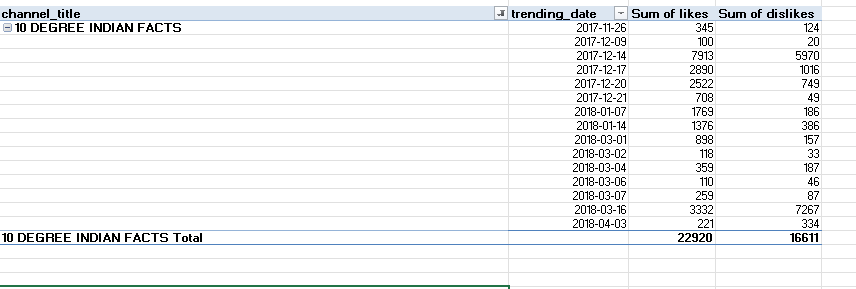 channel_title trending_date Sum of likes Sum of dislikes
10 DEGREE INDIAN FACTS 2017-11-26 345 124
2017-12-09 100 20
2017-12-14 7913 5970
2017-12-17 2890 1016
2017-12-20 2522 749
2017-12-21 708 49
2018-01-07 1769 186
2018-01-14 1376 386
2018-03-01 898 157
2018-03-02 118 33
2018-03-04 359 187
2018-03-06 110 46
2018-03-07 259 87
2018-03-16 3332 7267
2018-04-03 221 334
10 DEGREE INDIAN FACTS Total 22920 16611